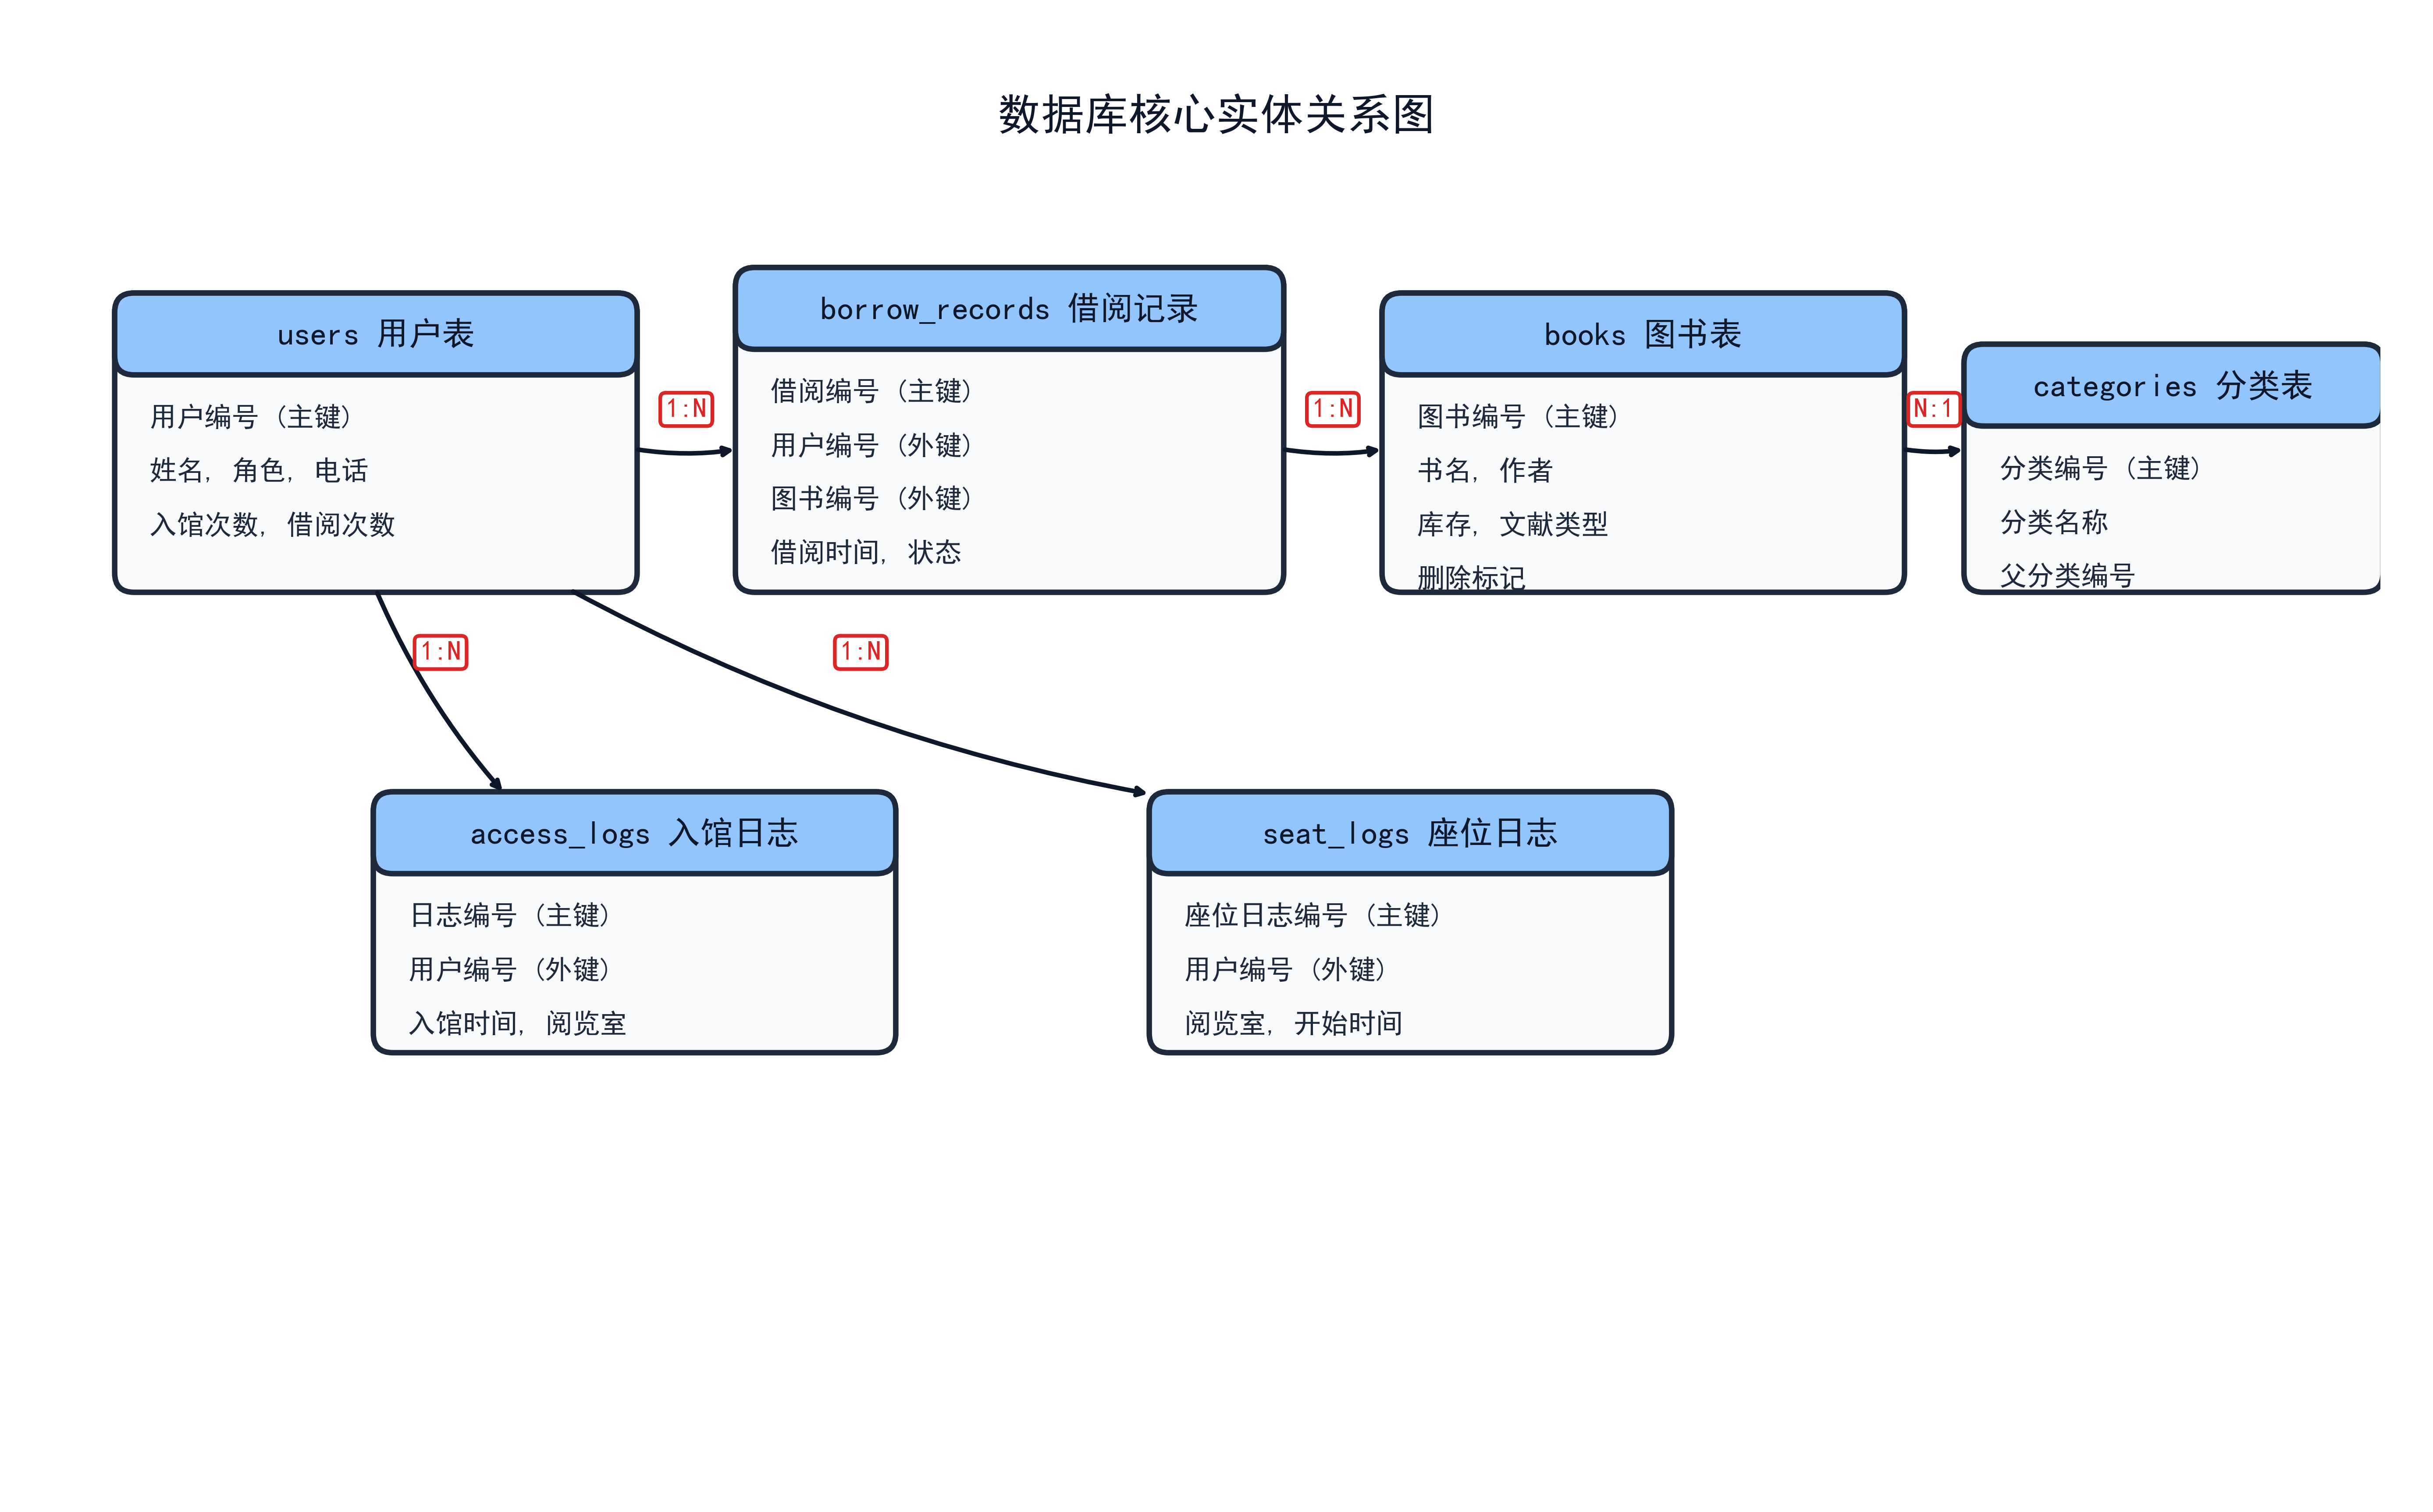 数据库核心实体关系图
users 用户表
用户编号 (主键)
姓名, 角色, 电话
入馆次数, 借阅次数
1:N
borrow_records 借阅记录
借阅编号 (主键)
用户编号 (外键)
图书编号 (外键)
借阅时间, 状态
1:N
books 图书表
图书编号 (主键)
书名, 作者
库存, 文献类型
删除标记
N:1
categories 分类表
分类编号 (主键)
分类名称
父分类编号
1:N
1:N
access_logs 入馆日志
日志编号 (主键)
用户编号 (外键)
入馆时间, 阅览室
seat_logs 座位日志
座位日志编号 (主键)
用户编号 (外键)
阅览室, 开始时间